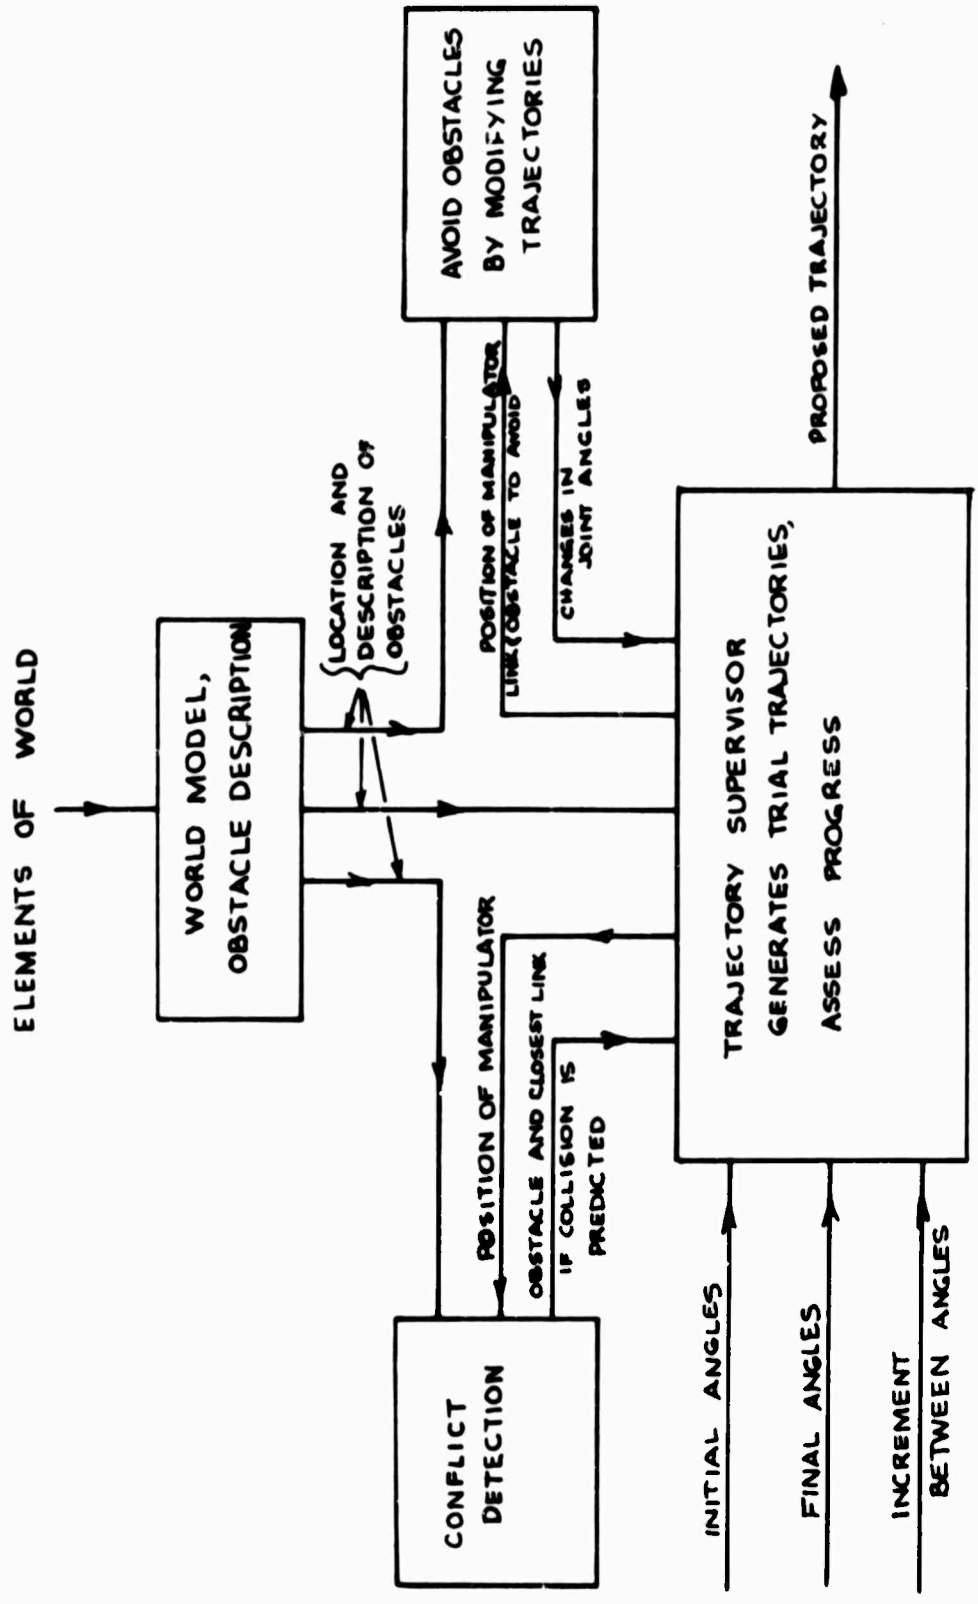 ELEMENTS OF WORLD
WORLD MODEL,
OBSTACLE DESCRIPTION
LOCATION AND
DESCRIPTION OF
OBSTACLES
CONFLICT
DETECTION
POSITION OF MANIPULATOR
OBSTACLE AND CLOSEST LINK
IF COLLISION IS
PREDICTED
AVOID OBSTACLES
BY MODIFYING
TRAJECTORIES
POSITION OF MANIPULATOR
LINK, OBSTACLE TO AVOID
CHANGES IN
JOINT ANGLES
TRAJECTORY SUPERVISOR
GENERATES TRIAL TRAJECTORIES,
ASSESS PROGRESS
INITIAL ANGLES
FINAL ANGLES
INCREMENT
BETWEEN ANGLES
PROPOSED TRAJECTORY